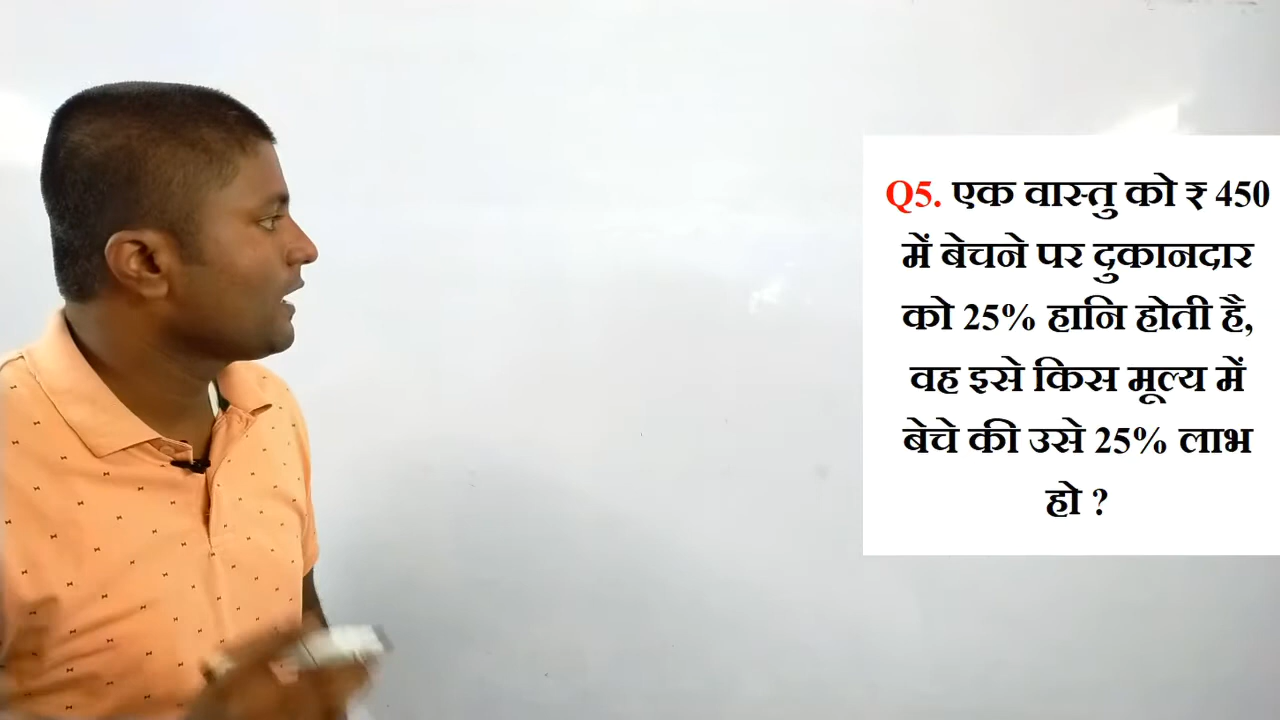 Q5. एक वास्तु को ₹ 450
में बेचने पर दुकानदार
को 25% हानि होती है,
वह इसे किस मूल्य में
बेचे की उसे 25% लाभ
हो ?